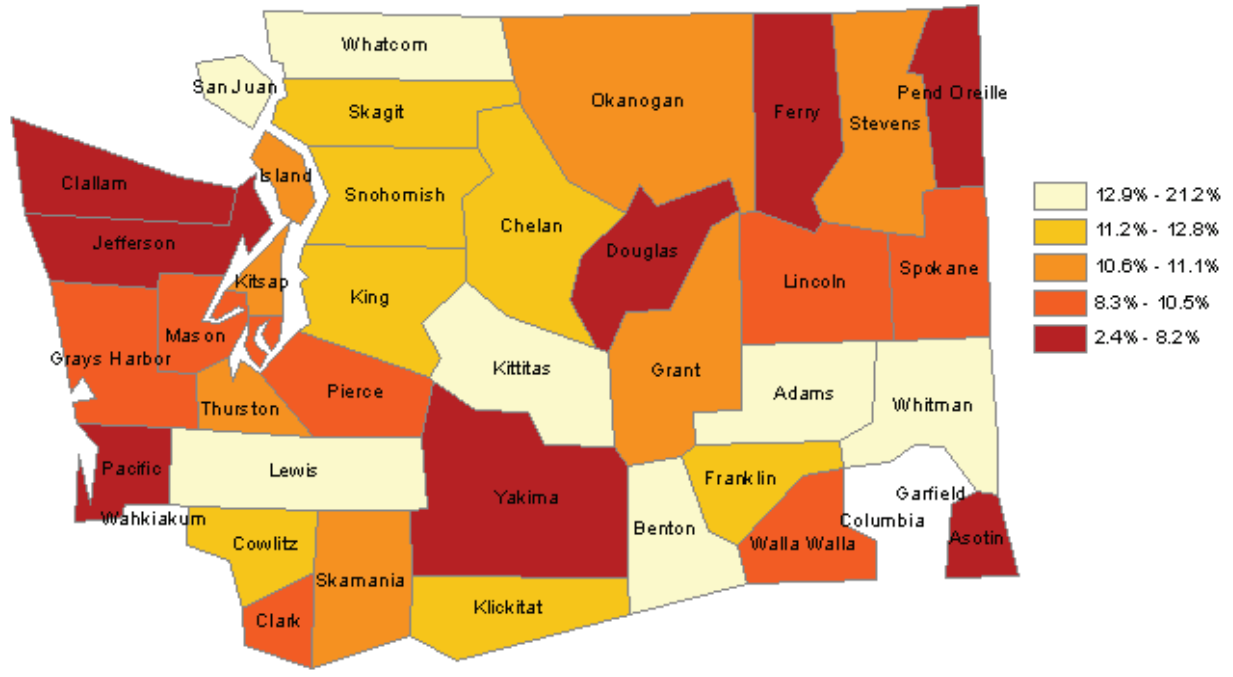 Whatcom
San Juan
Skagit
Okanogan
Ferry
Stevens
Pend Oreille
Clallam
Island
Snohomish
Chelan
Jefferson
Kitsap
King
Douglas
Lincoln
Spokane
Mason
Grays Harbor
Kittitas
Grant
Pierce
Thurston
Adams
Whitman
Pacific
Lewis
Yakima
Franklin
Garfield
Wahkiakum
Columbia
Benton
Cowlitz
Walla Walla
Asotin
Skamania
Klickitat
Clark
12.9% - 21.2%
11.2% - 12.8%
10.6% - 11.1%
8.3% - 10.5%
2.4% - 8.2%